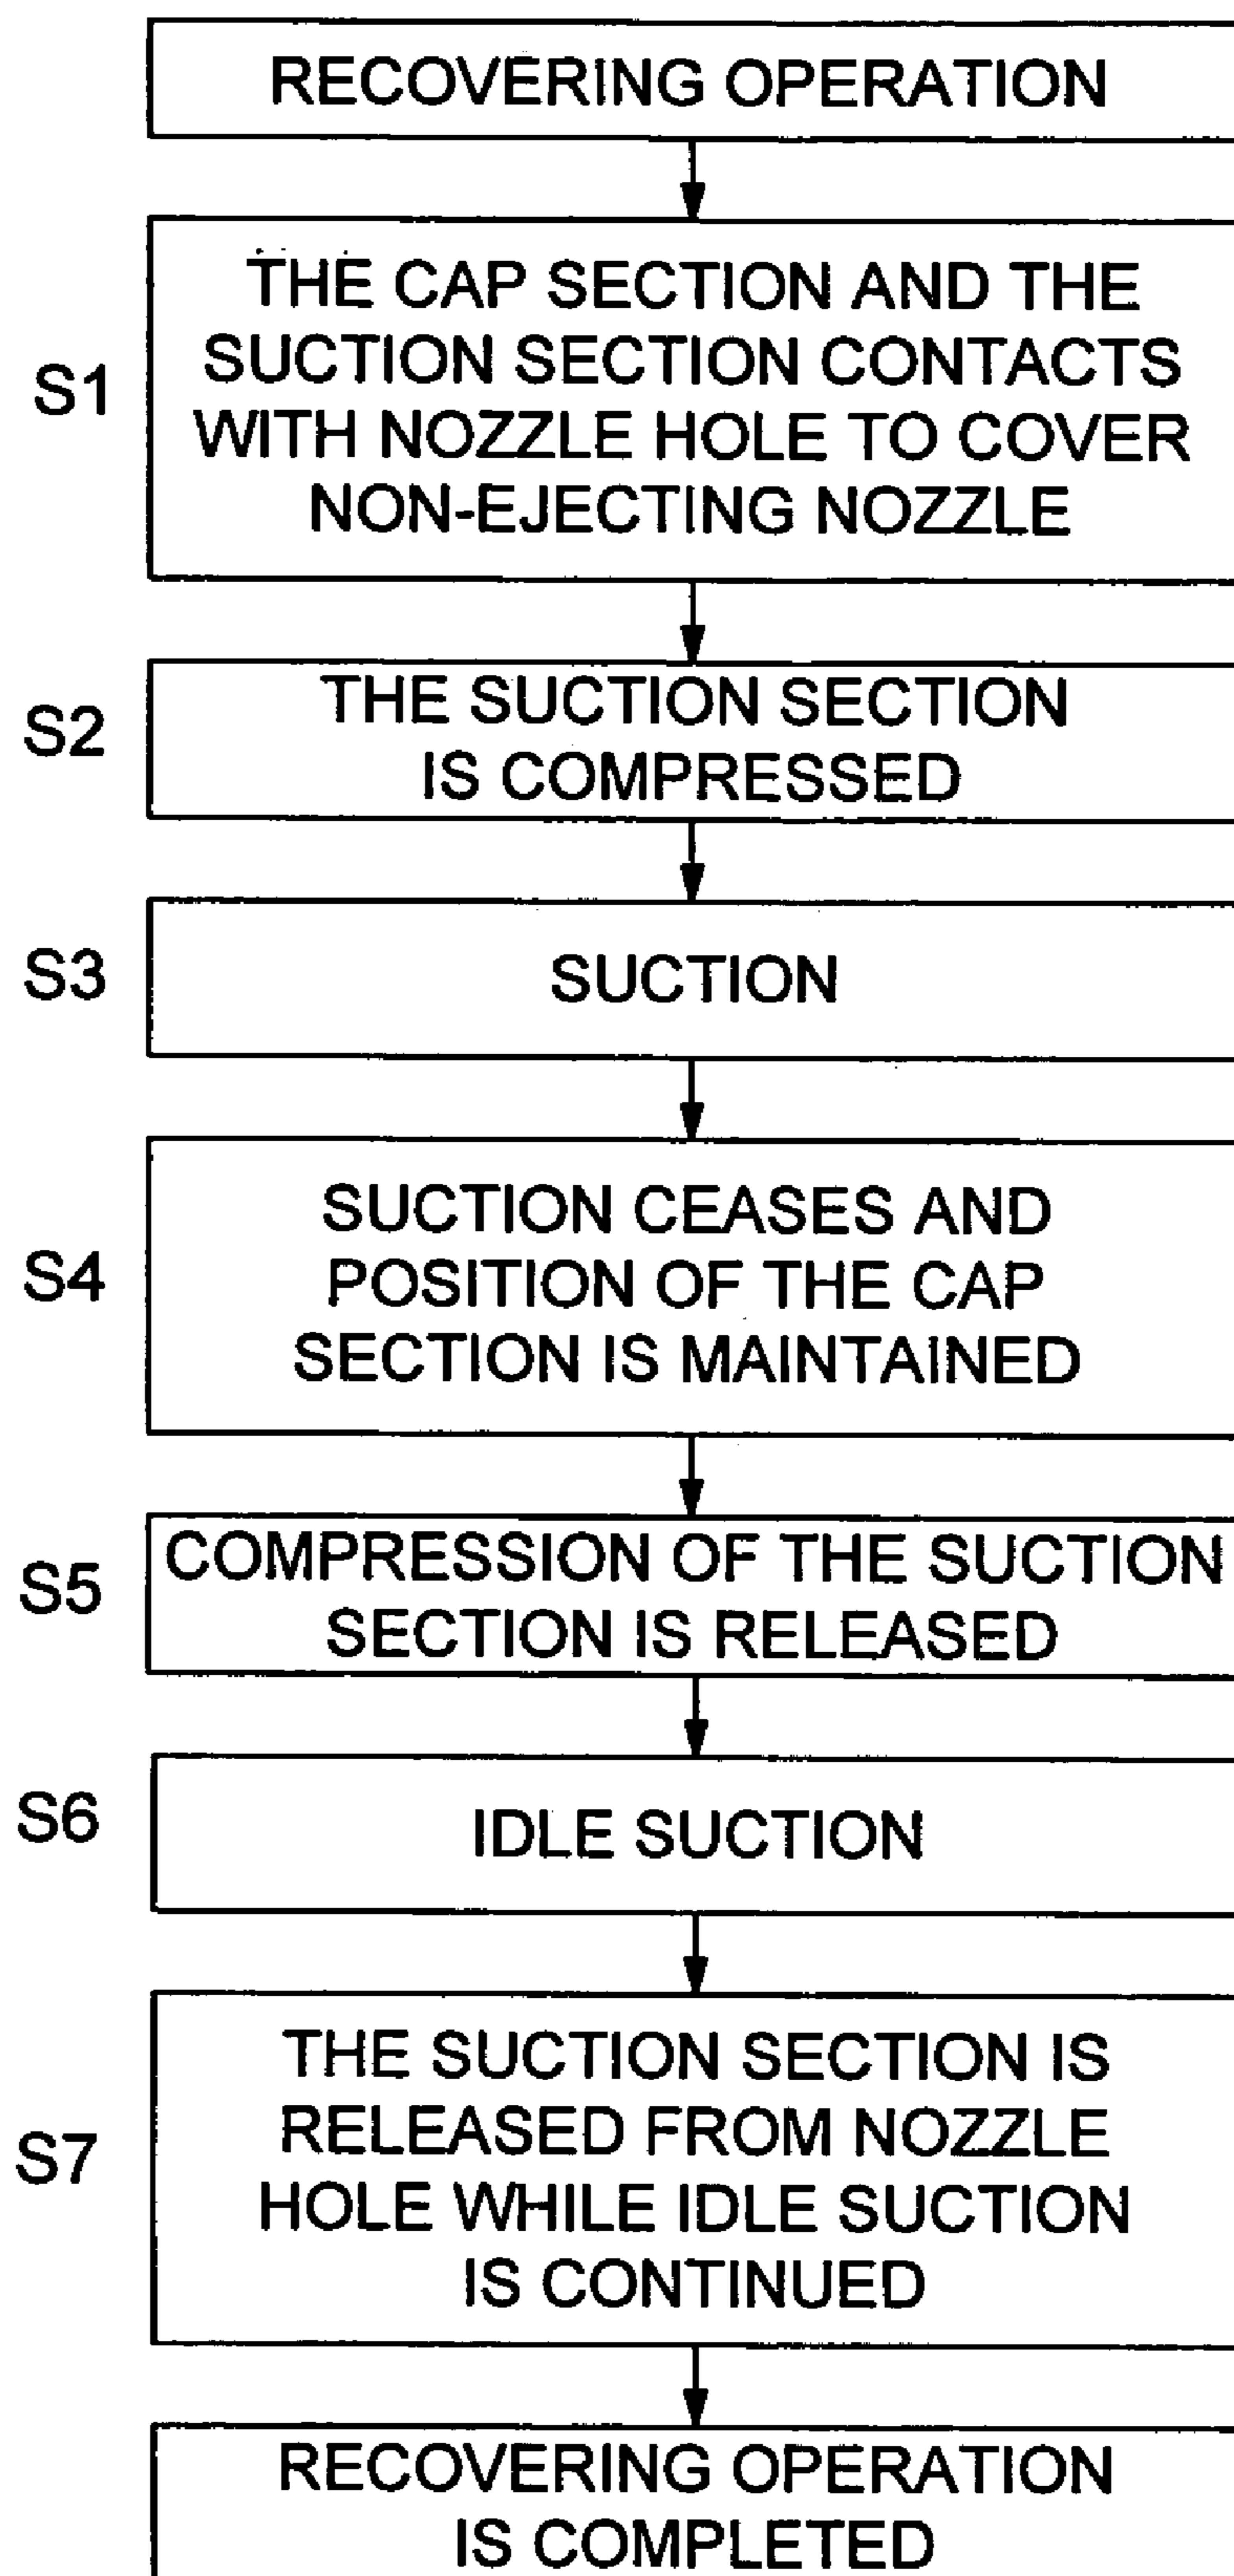 RECOVERING OPERATION
S1
THE CAP SECTION AND THE
SUCTION SECTION CONTACTS
WITH NOZZLE HOLE TO COVER
NON-EJECTING NOZZLE
S2
THE SUCTION SECTION
IS COMPRESSED
S3
SUCTION
S4
SUCTION CEASES AND
POSITION OF THE CAP
SECTION IS MAINTAINED
S5
COMPRESSION OF THE SUCTION
SECTION IS RELEASED
S6
IDLE SUCTION
S7
THE SUCTION SECTION IS
RELEASED FROM NOZZLE
HOLE WHILE IDLE SUCTION
IS CONTINUED
RECOVERING OPERATION
IS COMPLETED